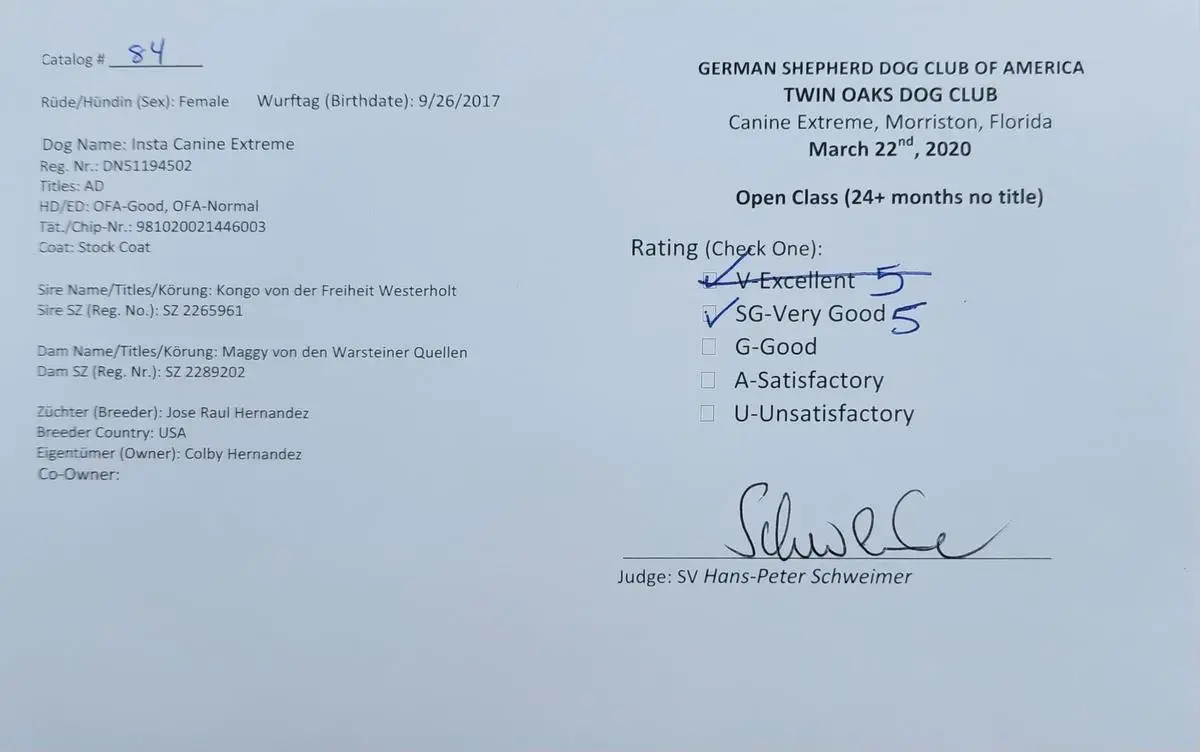 Catalog # 84
Rüde/Hündin (Sex): Female Wurftag (Birthdate): 9/26/2017
Dog Name: Insta Canine Extreme
Reg. Nr.: DN51194502
Titles: AD
HD/ED: OFA-Good, OFA-Normal
Tät./Chip-Nr.: 981020021446003
Coat: Stock Coat
Sire Name/Titles/Körung: Kongo von der Freiheit Westerholt
Sire SZ (Reg. No.): SZ 2265961
Dam Name/Titles/Körung: Maggy von den Warsteiner Quellen
Dam SZ (Reg. Nr.): SZ 2289202
Züchter (Breeder): Jose Raul Hernandez
Breeder Country: USA
Eigentümer (Owner): Colby Hernandez
Co-Owner:
GERMAN SHEPHERD DOG CLUB OF AMERICA
TWIN OAKS DOG CLUB
Canine Extreme, Morriston, Florida
March 22nd, 2020
Open Class (24+ months no title)
Rating (Check One):
V-Excellent 5
SG-Very Good 5
G-Good
A-Satisfactory
U-Unsatisfactory
Judge: SV Hans-Peter Schweimer